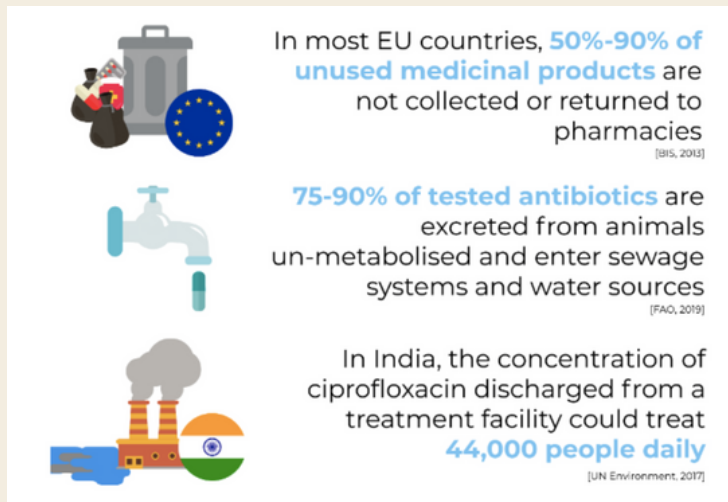 In most EU countries, 50%-90% of
unused medicinal products are
not collected or returned to
pharmacies
[BIS, 2013]
75-90% of tested antibiotics are
excreted from animals
un-metabolised and enter sewage
systems and water sources
[FAO, 2019]
In India, the concentration of
ciprofloxacin discharged from a
treatment facility could treat
44,000 people daily
[UN Environment, 2017]